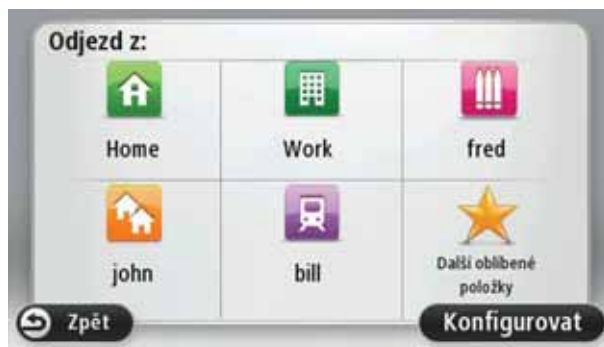 Odjezd z:
Home Work fred
john bill Další oblíbené
položky
Zpět Konfigurovat